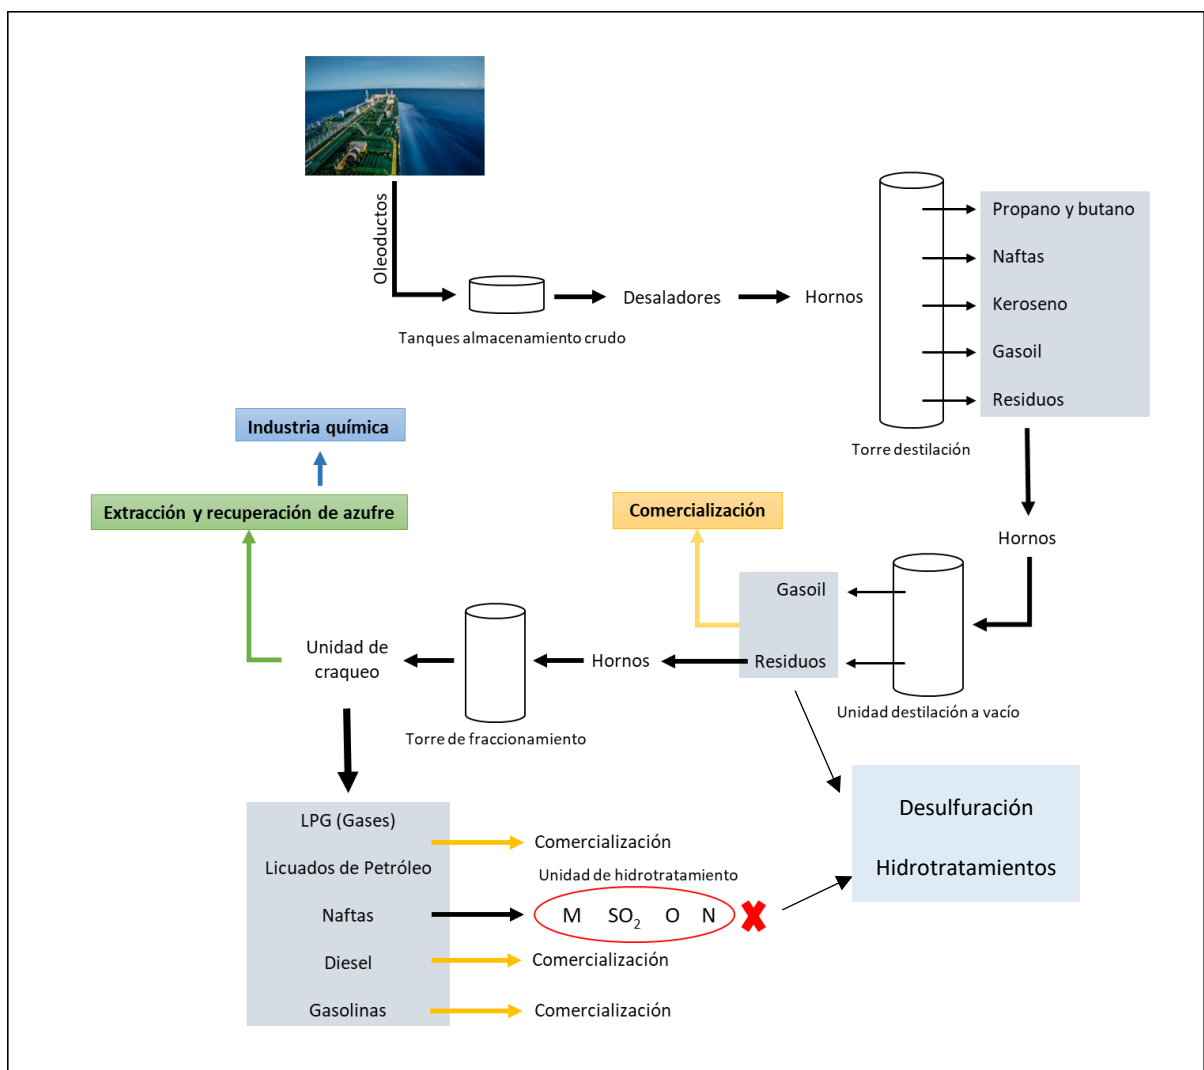 Oleoductos
Propano y butano
Naftas
Keroseno
Gasoil
Residuos
Desaladores
Hornos
Tanques almacenamiento crudo
Torre destilación
Industria química
Extracción y recuperación de azufre
Comercialización
Hornos
Gasoil
Residuos
Unidad de
craqueo
Hornos
Unidad destilación a vacío
Torre de fraccionamiento
Desulfuración
Hidrotratamientos
LPG (Gases)
Licuados de Petróleo
Naftas
Diesel
Gasolinas
Comercialización
Unidad de hidrotratamiento
M SO2 O N
Comercialización
Comercialización